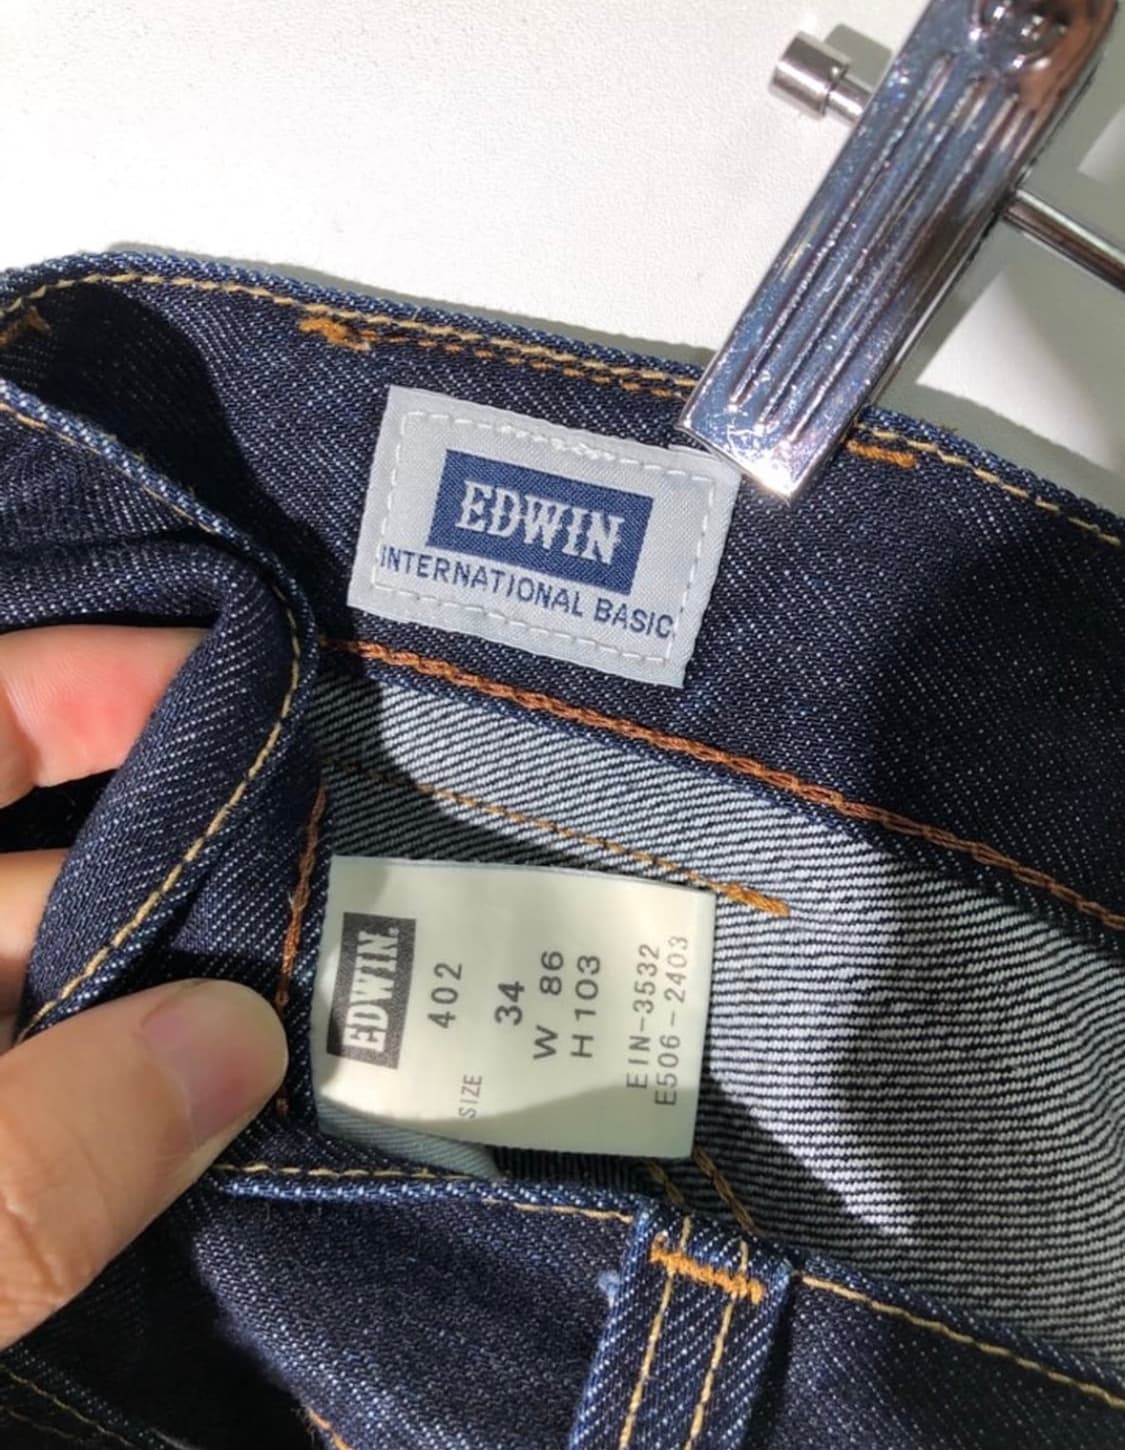 EDWIN
INTERNATIONAL BASIC
EDWIN.
402
SIZE 34
W 86
H 103
EIN-3532
E506-2403